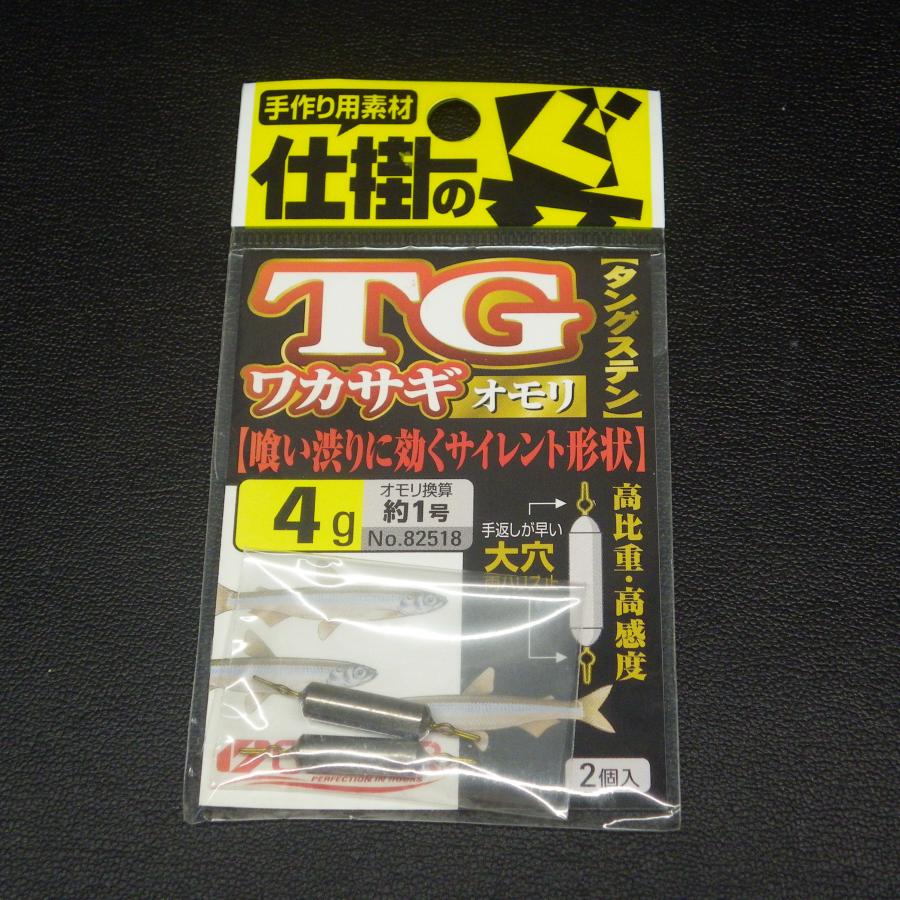 手作り用素材
仕掛の
TG
【タングステン】
ワカサギ
オモリ
【喰い渋りに効くサイレント形状】
4g
オモリ換算
約1号
No.82518
手返しが早い
大穴
高比重・高感度
PERFECTION IN HOOKS
2個入